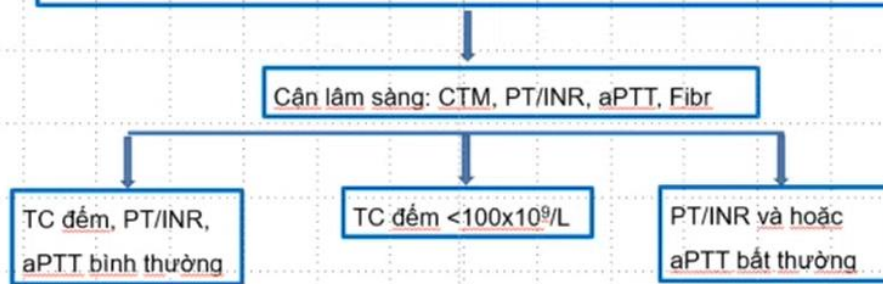 Cận lâm sàng: CTM, PT/INR, aPTT, Fibr
TC đếm, PT/INR,
aPTT bình thường
TC đếm <100x10⁹/L
PT/INR và hoặc
aPTT bất thường